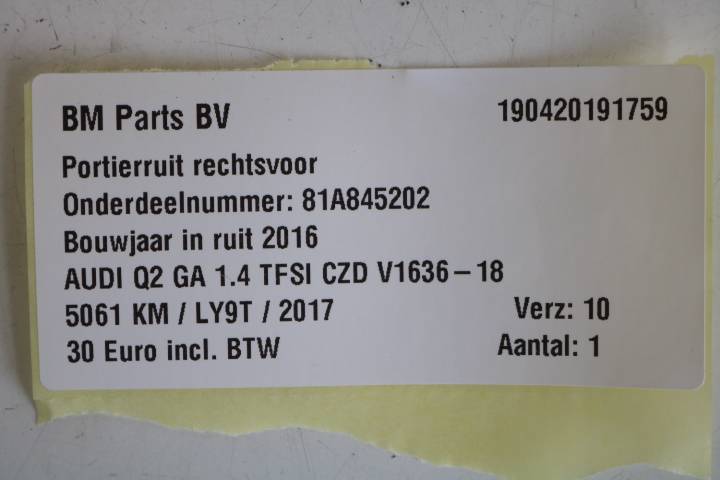 BM Parts BV 190420191759
Portierruit rechtsvoor
Onderdeelnummer: 81A845202
Bouwjaar in ruit 2016
AUDI Q2 GA 1.4 TFSI CZD V1636-18
5061 KM / LY9T / 2017 Verz: 10
30 Euro incl. BTW Aantal: 1